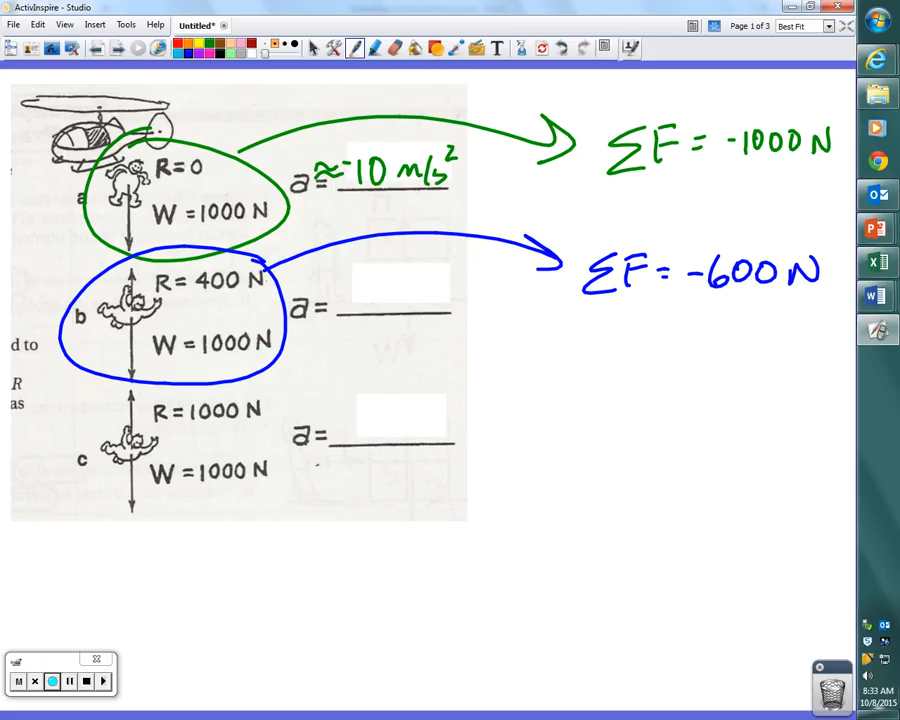 ActivInspire - Studio
File Edit View Insert Tools Help Untitled* Page 1 of 3 Best Fit
R=0
a= ≈-10 m/s²
ΣF = -1000 N
a
W = 1000 N
R = 400 N
ΣF = -600 N
b
a=
W = 1000 N
d to
R
as
R = 1000 N
a=
c
W = 1000 N
M
8:33 AM
10/8/2015